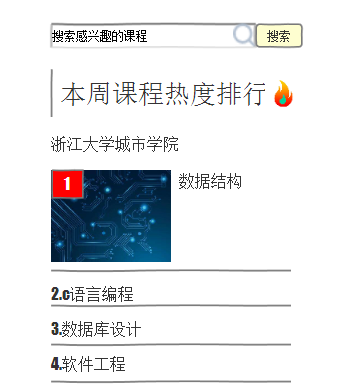 搜索感兴趣的课程 搜索
本周课程热度排行
浙江大学城市学院
1 数据结构
2.c语言编程
3.数据库设计
4.软件工程